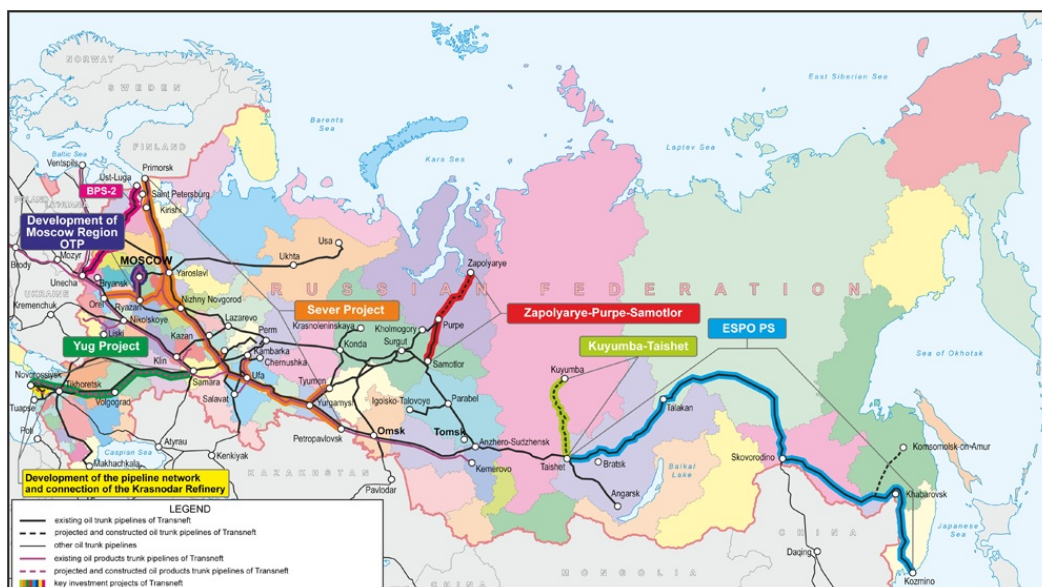 NORWAY
SWEDEN
FINLAND
Barents
Sea
Kara Sea
Laptev Sea
East Siberian Sea
Baltic Sea
Ventspils
Primorsk
Ust-Luga
BPS-2
Saint Petersburg
Kirishi
POLAND
LITHUANIA
Development of
Moscow Region
OTP
MOSCOW
Yaroslavl
Usa
Ukhta
Mozyr
Brody
Unecha
Bryansk
Orel
Ryazan
Nizhny Novgorod
Nikolskoye
UKRAINE
Kremenchuk
Liski
Lazarevo
Perm
Kazan
Kambarka
Chernushka
Klin
Ufa
Samara
Salavat
RUSSIAN FEDERATION
Sever Project
Krasnoleninskaya
Konda
Kholmogory
Surgut
Purpe
Zapolyarye
Samotlor
Zapolyarye-Purpe-Samotlor
Kuyumba-Taishet
ESPO PS
Yug Project
Novorossiysk
Tikhoretsk
Volgograd
Tuapse
Poti
Makhachkala
Caspian Sea
Atyrau
Kenkiyak
KAZAKHSTAN
Tyumen
Yurgamysh
Petropavlovsk
Igolsko-Talovoye
Parabel
Omsk
Tomsk
Anzhero-Sudzhensk
Kemerovo
Pavlodar
Kuyumba
Taishet
Bratsk
Angarsk
Baikal
Lake
Talakan
Skovorodino
Sea of Okhotsk
Komsomolsk-on-Amur
Khabarovsk
Japanese
Sea
Kozmino
Daqing
CHINA
MONGOLIA
CHINA
Development of the pipeline network
and connection of the Krasnodar Refinery
LEGEND
existing oil trunk pipelines of Transneft
projected and constructed oil trunk pipelines of Transneft
other oil trunk pipelines
existing oil products trunk pipelines of Transneft
projected and constructed oil products trunk pipelines of Transneft
key investment projects of Transneft